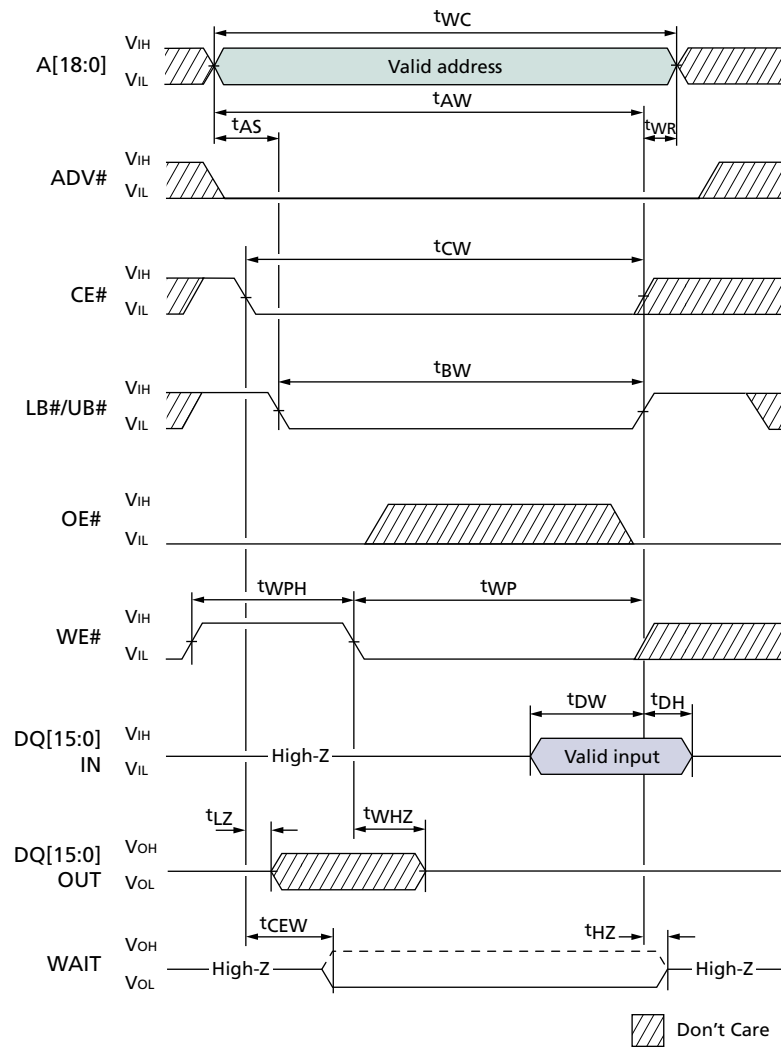 tWC
A[18:0] VIH
VIL
Valid address
Don't Care
tAW
tAS
tWR
ADV# VIH
VIL
tCW
CE# VIH
VIL
tBW
LB#/UB# VIH
VIL
OE# VIH
VIL
tWPH
tWP
WE# VIH
VIL
tDW
tDH
DQ[15:0]
IN
VIH
VIL
High-Z
Valid input
tLZ
tWHZ
DQ[15:0]
OUT
VOH
VOL
tCEW
tHZ
WAIT VOH
VOL
High-Z
High-Z
Don't Care